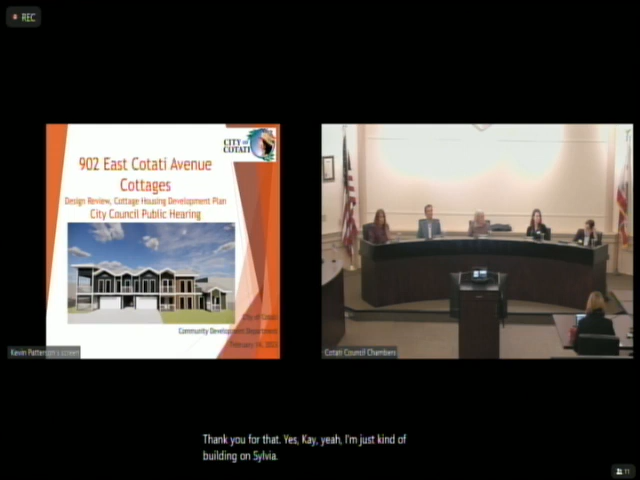 REC
CITY of
COTATI
902 East Cotati Avenue
Cottages
Design Review, Cottage Housing Development Plan
City Council Public Hearing
City of Cotati
Community Development Department
Kevin Patterson's screen
Cotati Council Chambers
Thank you for that. Yes, Kay, yeah, I'm just kind of
building on Sylvia.
11